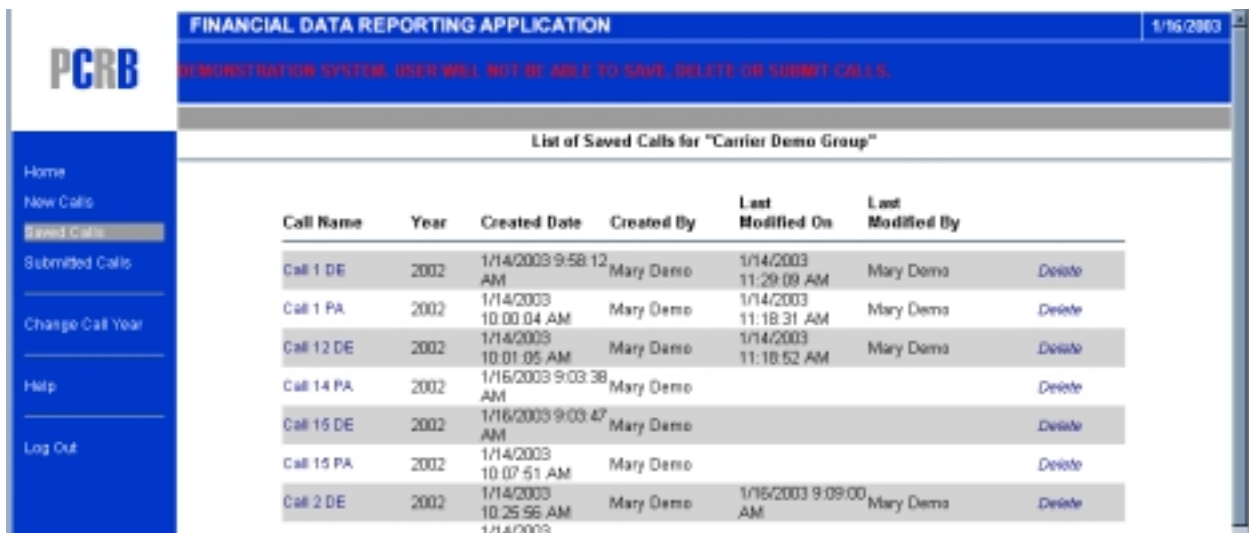 FINANCIAL DATA REPORTING APPLICATION
1/16/2003
PCRB
DEMONSTRATION SYSTEM. USER WILL NOT BE ABLE TO SAVE, DELETE OR SUBMIT CALLS.
List of Saved Calls for "Carrier Demo Group"
Home
New Calls
Saved Calls
Submitted Calls
Change Call Year
Help
Log Out
Call Name Year Created Date Created By Last Modified On Last Modified By
Call 1 DE 2002 1/14/2003 9:58:12 AM Mary Demo 1/14/2003 11:29:09 AM Mary Demo Delete
Call 1 PA 2002 1/14/2003 10:00:04 AM Mary Demo 1/14/2003 11:18:31 AM Mary Demo Delete
Call 12 DE 2002 1/14/2003 10:01:05 AM Mary Demo 1/14/2003 11:18:52 AM Mary Demo Delete
Call 14 PA 2002 1/16/2003 9:03:38 AM Mary Demo Delete
Call 15 DE 2002 1/16/2003 9:03:47 AM Mary Demo Delete
Call 15 PA 2002 1/14/2003 10:07:51 AM Mary Demo Delete
Call 2 DE 2002 1/14/2003 10:25:56 AM Mary Demo 1/16/2003 9:09:00 AM Mary Demo Delete
1/14/2003